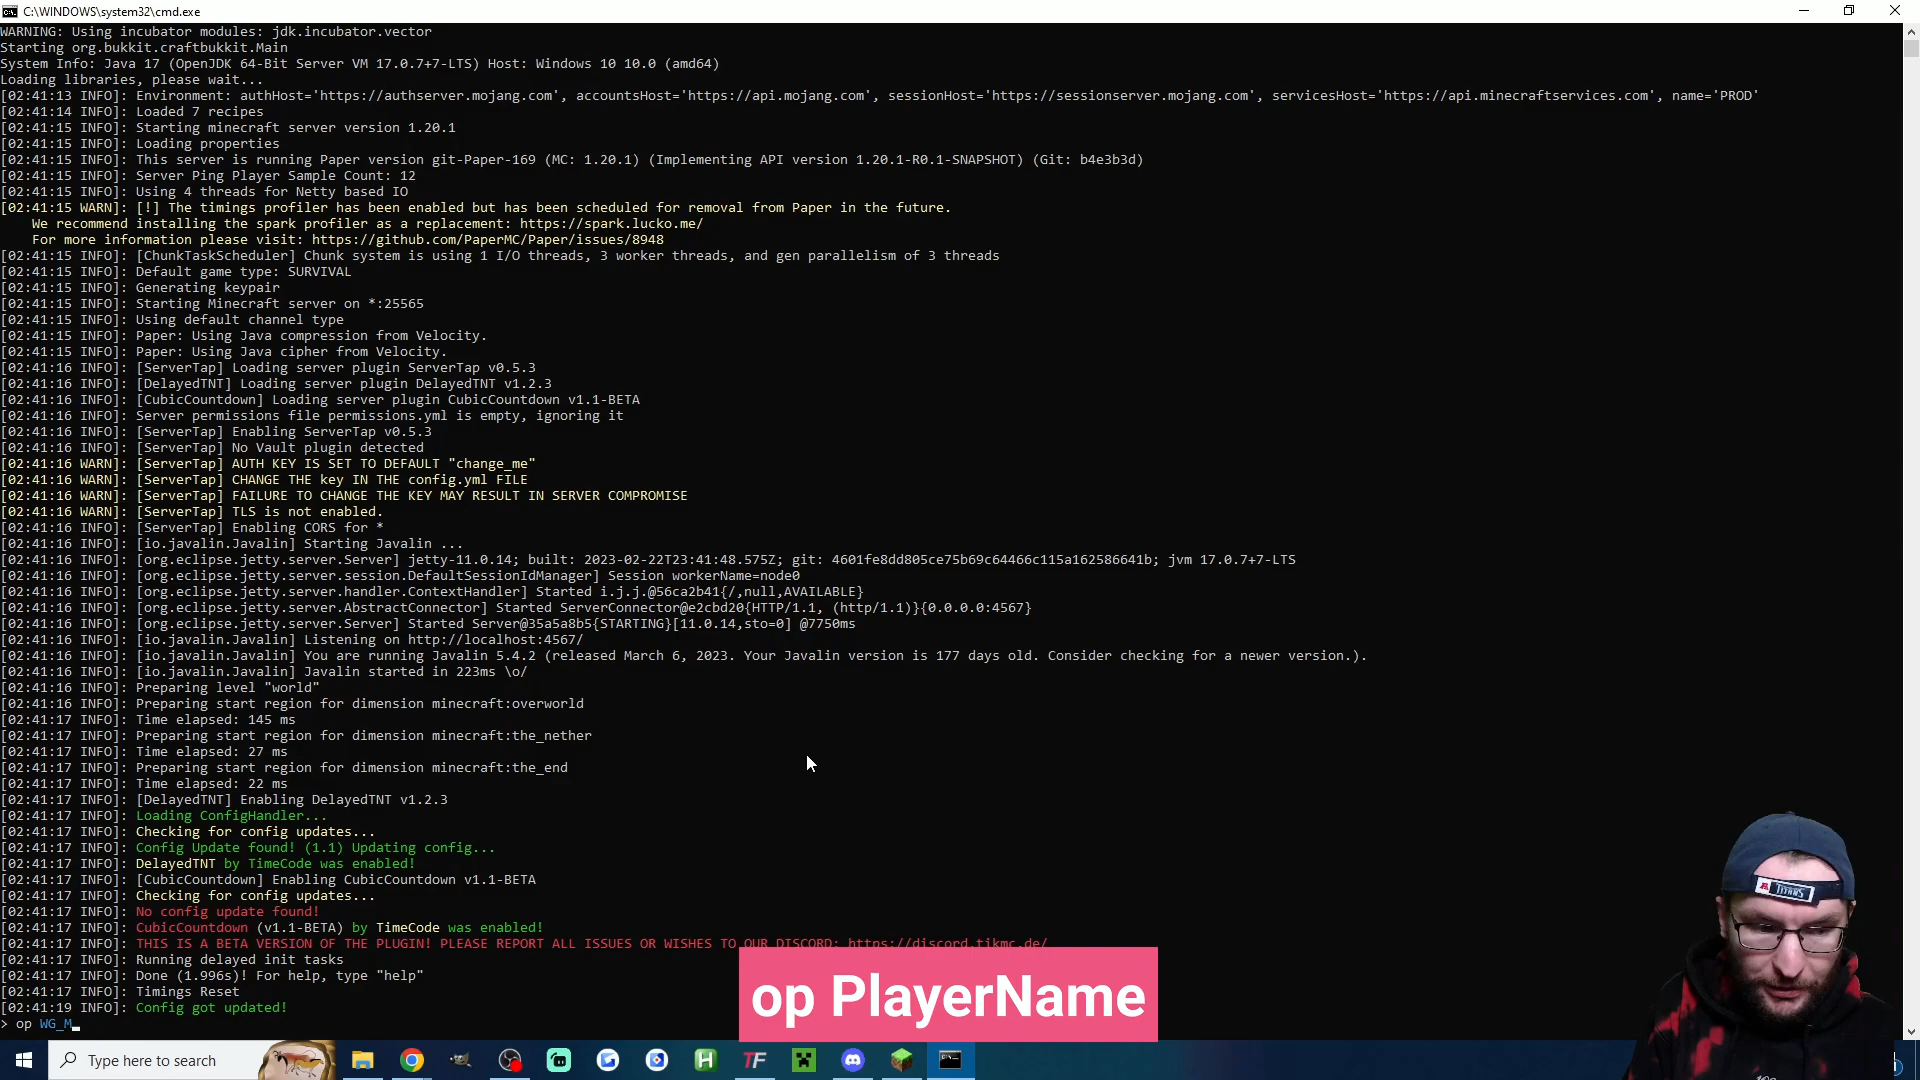 C:\WINDOWS\system32\cmd.exe
WARNING: Using incubator modules: jdk.incubator.vector
Starting org.bukkit.craftbukkit.Main
System Info: Java 17 (OpenJDK 64-Bit Server VM 17.0.7+7-LTS) Host: Windows 10 10.0 (amd64)
Loading libraries, please wait...
[02:41:13 INFO]: Environment: authHost='https://authserver.mojang.com', accountsHost='https://api.mojang.com', sessionHost='https://sessionserver.mojang.com', servicesHost='https://api.minecraftservices.com', name='PROD'
[02:41:14 INFO]: Loaded 7 recipes
[02:41:15 INFO]: Starting minecraft server version 1.20.1
[02:41:15 INFO]: Loading properties
[02:41:15 INFO]: This server is running Paper version git-Paper-169 (MC: 1.20.1) (Implementing API version 1.20.1-R0.1-SNAPSHOT) (Git: b4e3b3d)
[02:41:15 INFO]: Server Ping Player Sample Count: 12
[02:41:15 INFO]: Using 4 threads for Netty based IO
[02:41:15 WARN]: [!] The timings profiler has been enabled but has been scheduled for removal from Paper in the future.
We recommend installing the spark profiler as a replacement: https://spark.lucko.me/
For more information please visit: https://github.com/PaperMC/Paper/issues/8948
[02:41:15 INFO]: [ChunkTaskScheduler] Chunk system is using 1 I/O threads, 3 worker threads, and gen parallelism of 3 threads
[02:41:15 INFO]: Default game type: SURVIVAL
[02:41:15 INFO]: Generating keypair
[02:41:15 INFO]: Starting Minecraft server on *:25565
[02:41:15 INFO]: Using default channel type
[02:41:15 INFO]: Paper: Using Java compression from Velocity.
[02:41:15 INFO]: Paper: Using Java cipher from Velocity.
[02:41:16 INFO]: [ServerTap] Loading server plugin ServerTap v0.5.3
[02:41:16 INFO]: [DelayedTNT] Loading server plugin DelayedTNT v1.2.3
[02:41:16 INFO]: [CubicCountdown] Loading server plugin CubicCountdown v1.1-BETA
[02:41:16 INFO]: Server permissions file permissions.yml is empty, ignoring it
[02:41:16 INFO]: [ServerTap] Enabling ServerTap v0.5.3
[02:41:16 INFO]: [ServerTap] No Vault plugin detected
[02:41:16 WARN]: [ServerTap] AUTH KEY IS SET TO DEFAULT "change_me"
[02:41:16 WARN]: [ServerTap] CHANGE THE key IN THE config.yml FILE
[02:41:16 WARN]: [ServerTap] FAILURE TO CHANGE THE KEY MAY RESULT IN SERVER COMPROMISE
[02:41:16 WARN]: [ServerTap] TLS is not enabled.
[02:41:16 INFO]: [ServerTap] Enabling CORS for *
[02:41:16 INFO]: [io.javalin.Javalin] Starting Javalin ...
[02:41:16 INFO]: [org.eclipse.jetty.server.Server] jetty-11.0.14; built: 2023-02-22T23:41:48.575Z; git: 4601fe8dd805ce75b69c64466c115a162586641b; jvm 17.0.7+7-LTS
[02:41:16 INFO]: [org.eclipse.jetty.server.session.DefaultSessionIdManager] Session workerName=node0
[02:41:16 INFO]: [org.eclipse.jetty.server.handler.ContextHandler] Started i.j.j.@56ca2b41{/,null,AVAILABLE}
[02:41:16 INFO]: [org.eclipse.jetty.server.AbstractConnector] Started ServerConnector@e2cbd20{HTTP/1.1, (http/1.1)}{0.0.0.0:4567}
[02:41:16 INFO]: [org.eclipse.jetty.server.Server] Started Server@35a5a8b5{STARTING}[11.0.14,sto=0] @7750ms
[02:41:16 INFO]: [io.javalin.Javalin] Listening on http://localhost:4567/
[02:41:16 INFO]: [io.javalin.Javalin] You are running Javalin 5.4.2 (released March 6, 2023. Your Javalin version is 177 days old. Consider checking for a newer version.).
[02:41:16 INFO]: [io.javalin.Javalin] Javalin started in 223ms \o/
[02:41:16 INFO]: Preparing level "world"
[02:41:16 INFO]: Preparing start region for dimension minecraft:overworld
[02:41:17 INFO]: Time elapsed: 145 ms
[02:41:17 INFO]: Preparing start region for dimension minecraft:the_nether
[02:41:17 INFO]: Time elapsed: 27 ms
[02:41:17 INFO]: Preparing start region for dimension minecraft:the_end
[02:41:17 INFO]: Time elapsed: 22 ms
[02:41:17 INFO]: [DelayedTNT] Enabling DelayedTNT v1.2.3
[02:41:17 INFO]: Loading ConfigHandler...
[02:41:17 INFO]: Checking for config updates...
[02:41:17 INFO]: Config Update found! (1.1) Updating config...
[02:41:17 INFO]: DelayedTNT by TimeCode was enabled!
[02:41:17 INFO]: [CubicCountdown] Enabling CubicCountdown v1.1-BETA
[02:41:17 INFO]: Checking for config updates...
[02:41:17 INFO]: No config update found!
[02:41:17 INFO]: CubicCountdown (v1.1-BETA) by TimeCode was enabled!
[02:41:17 INFO]: THIS IS A BETA VERSION OF THE PLUGIN! PLEASE REPORT ALL ISSUES OR WISHES TO OUR DISCORD: https://discord.tikmc.de/
[02:41:17 INFO]: Running delayed init tasks
[02:41:17 INFO]: Done (1.996s)! For help, type "help"
[02:41:17 INFO]: Timings Reset
[02:41:19 INFO]: Config got updated!
> op WG_M_
op PlayerName
Type here to search
TITANS